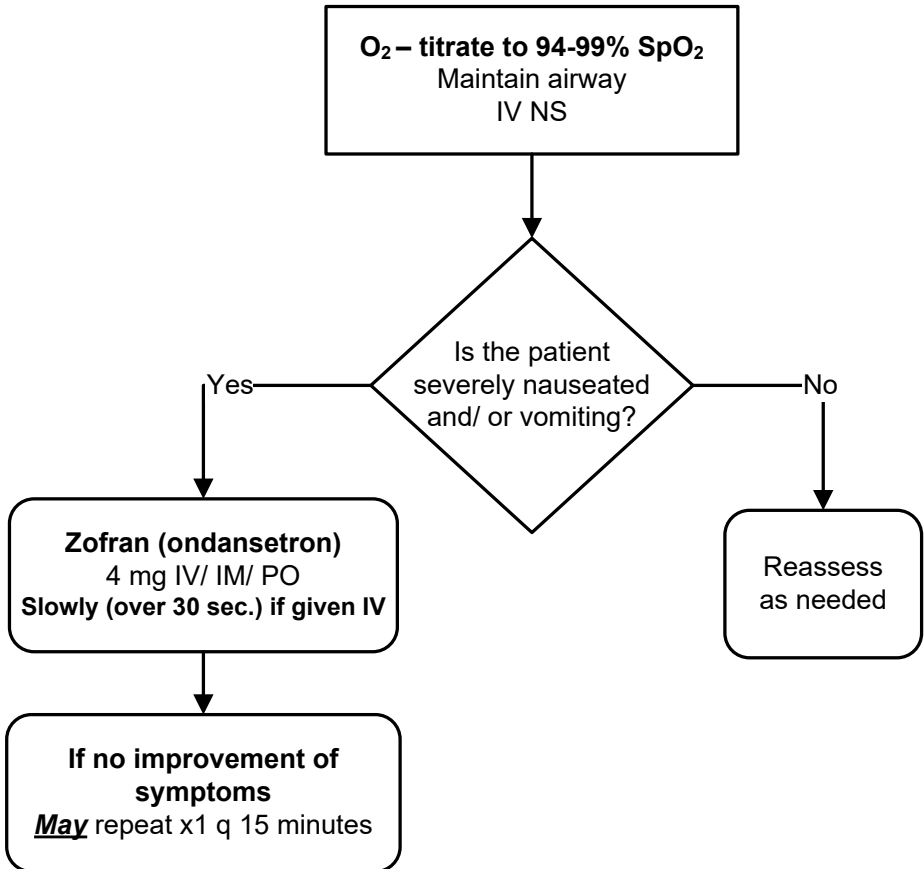 O₂ – titrate to 94-99% SpO₂
Maintain airway
IV NS
Is the patient
severely nauseated
and/ or vomiting?
Yes
No
Zofran (ondansetron)
4 mg IV/ IM/ PO
Slowly (over 30 sec.) if given IV
Reassess
as needed
If no improvement of
symptoms
May repeat x1 q 15 minutes